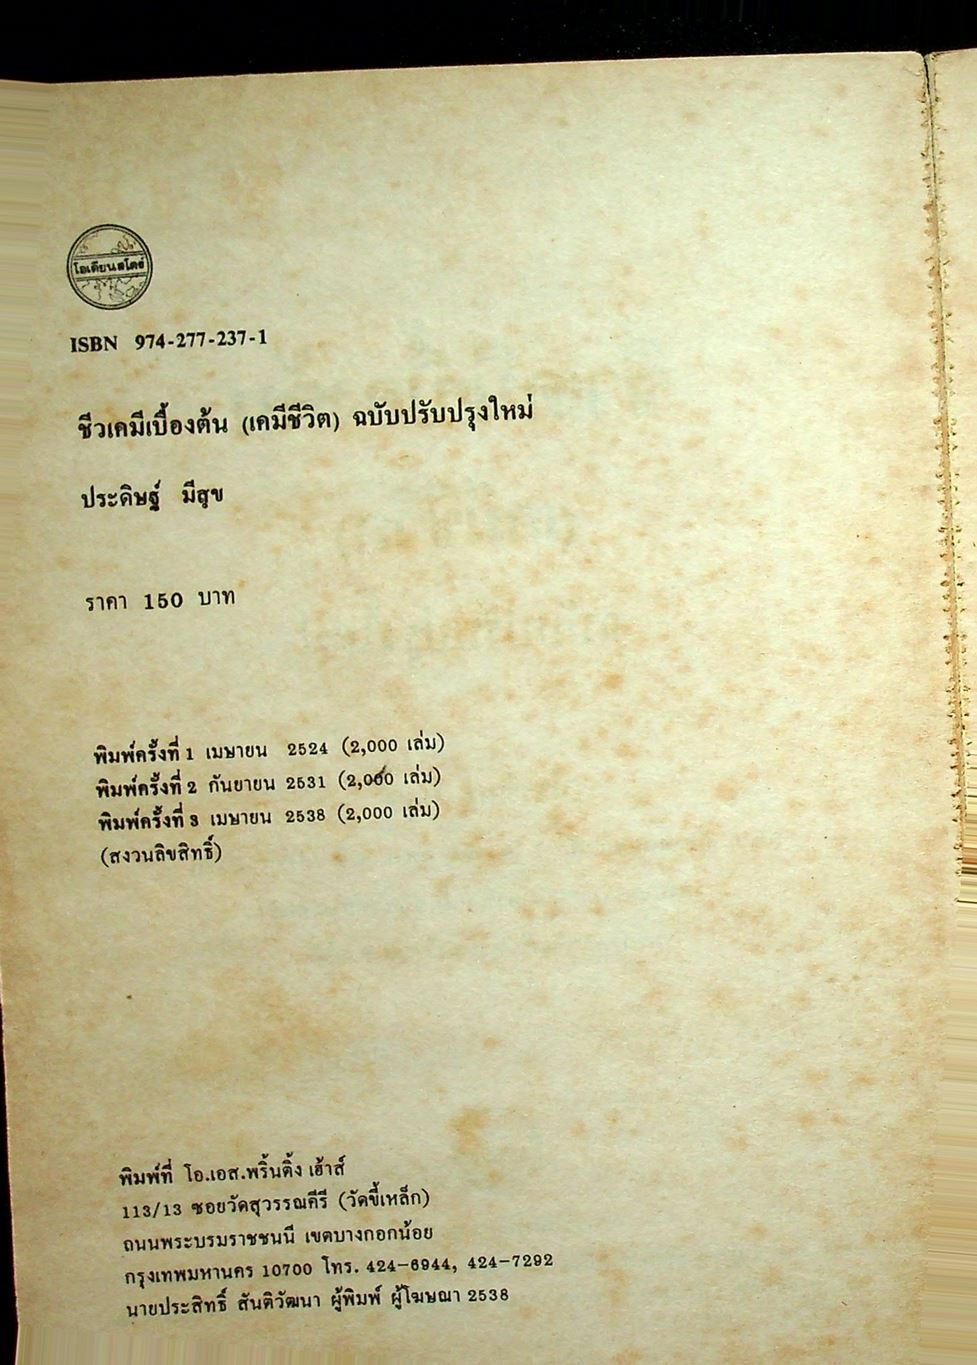 โอเดียนสโตร์
ISBN 974-277-237-1
ชีวเคมีเบื้องต้น (เคมีชีวิต) ฉบับปรับปรุงใหม่
ประดิษฐ์ มีสุข
ราคา 150 บาท
พิมพ์ครั้งที่ 1 เมษายน 2524 (2,000 เล่ม)
พิมพ์ครั้งที่ 2 กันยายน 2531 (2,000 เล่ม)
พิมพ์ครั้งที่ 3 เมษายน 2538 (2,000 เล่ม)
(สงวนลิขสิทธิ์)
พิมพ์ที่ โอ.เอส.พริ้นติ้ง เฮ้าส์
113/13 ซอยวัดสุวรรณคีรี (วัดขี้เหล็ก)
ถนนพระบรมราชชนนี เขตบางกอกน้อย
กรุงเทพมหานคร 10700 โทร. 424-6944, 424-7292
นายประสิทธิ์ สันติวัฒนา ผู้พิมพ์ ผู้โฆษณา 2538